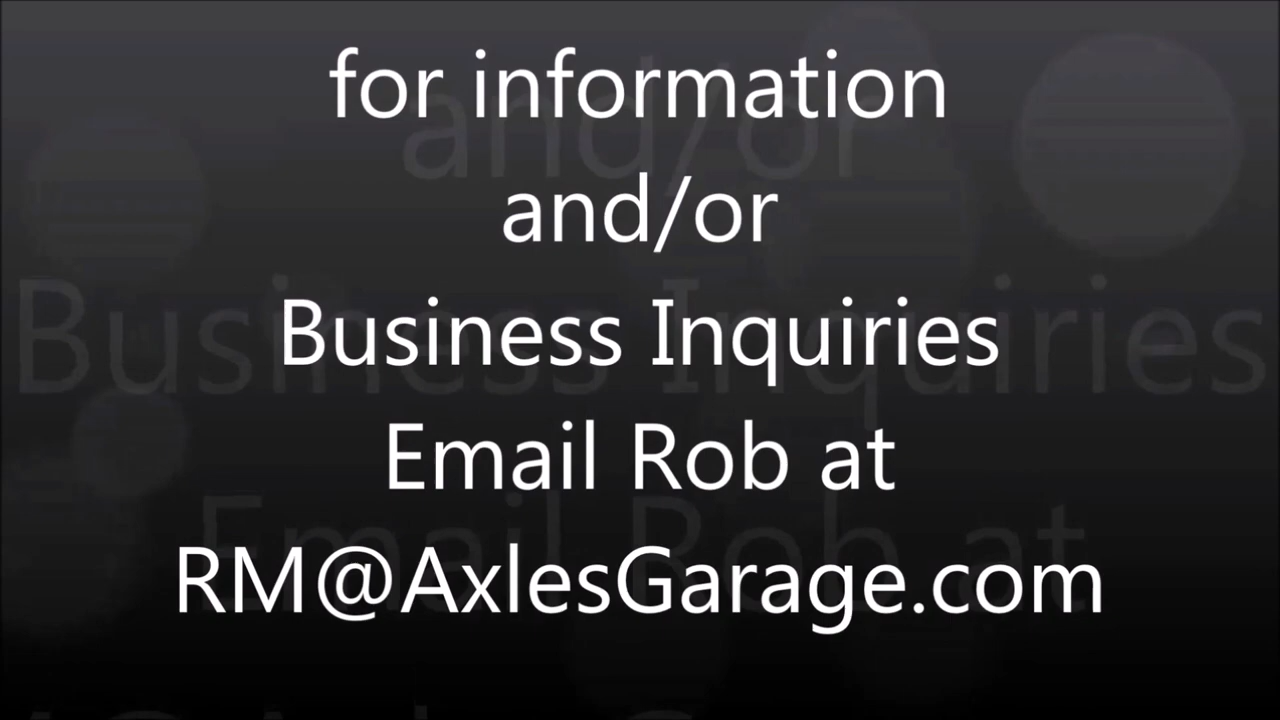 for information
and/or
Business Inquiries
Email Rob at
RM@AxlesGarage.com